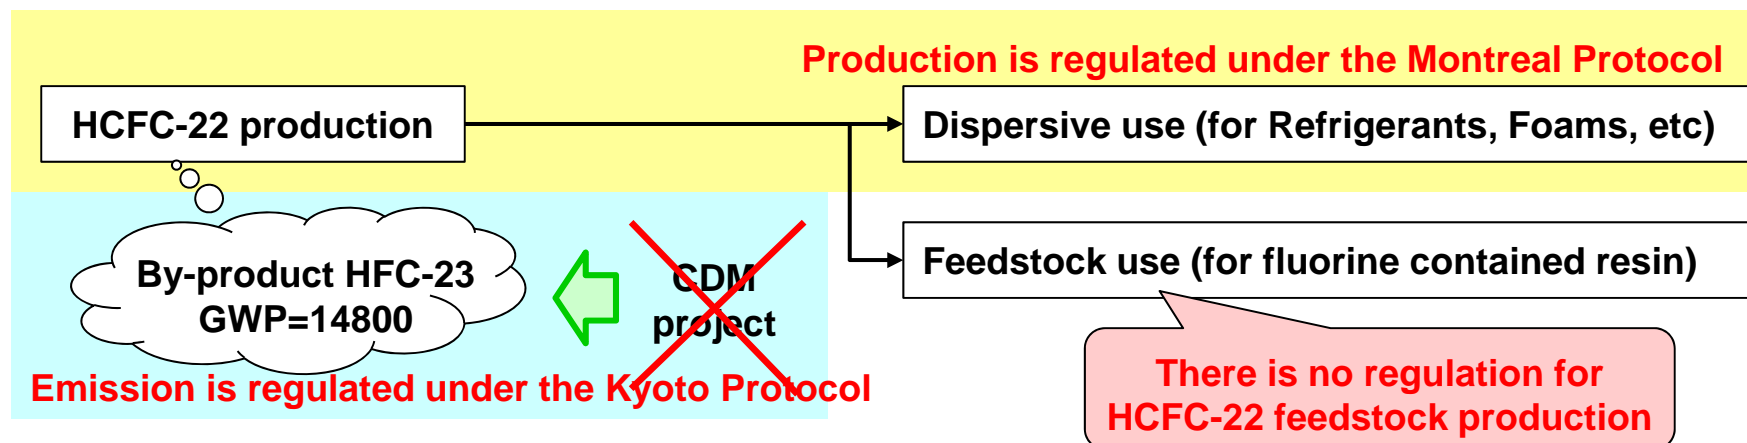 Production is regulated under the Montreal Protocol
HCFC-22 production
Dispersive use (for Refrigerants, Foams, etc)
Feedstock use (for fluorine contained resin)
By-product HFC-23
GWP=14800
CDM
project
Emission is regulated under the Kyoto Protocol
There is no regulation for
HCFC-22 feedstock production